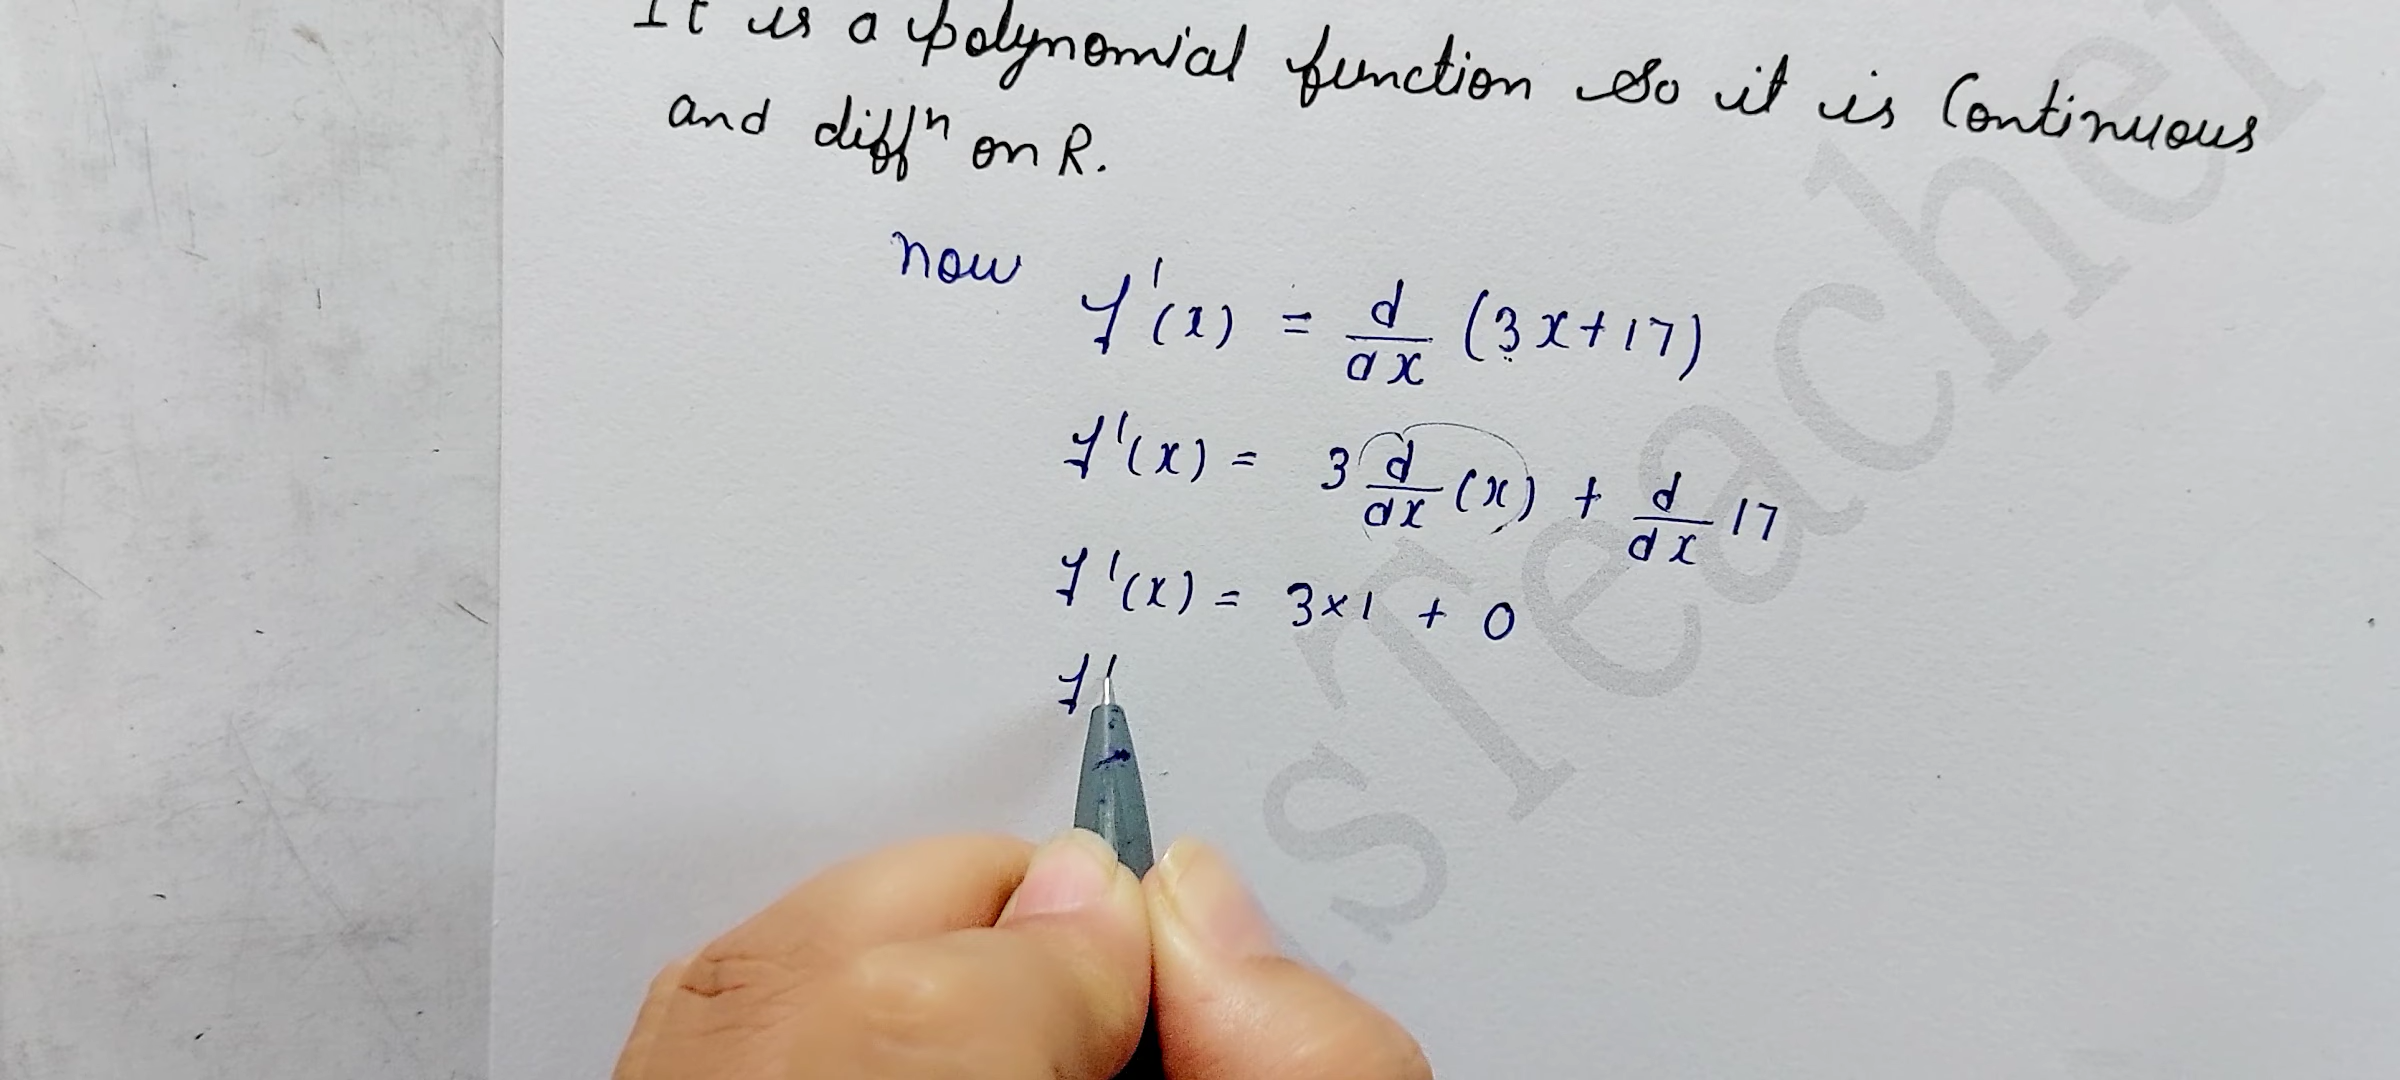 It is a polynomial function so it is Continuous
and diffⁿ on R.
now f'(x) = d/dx (3x+17)
f'(x) = 3 d/dx (x) + d/dx 17
f'(x) = 3×1 + 0
f'
s Teacher